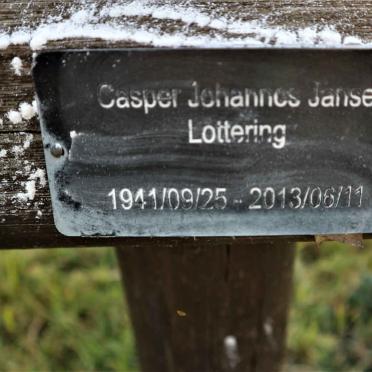 Casper Johannes Janse
Lottering
1941/09/25 - 2013/06/11